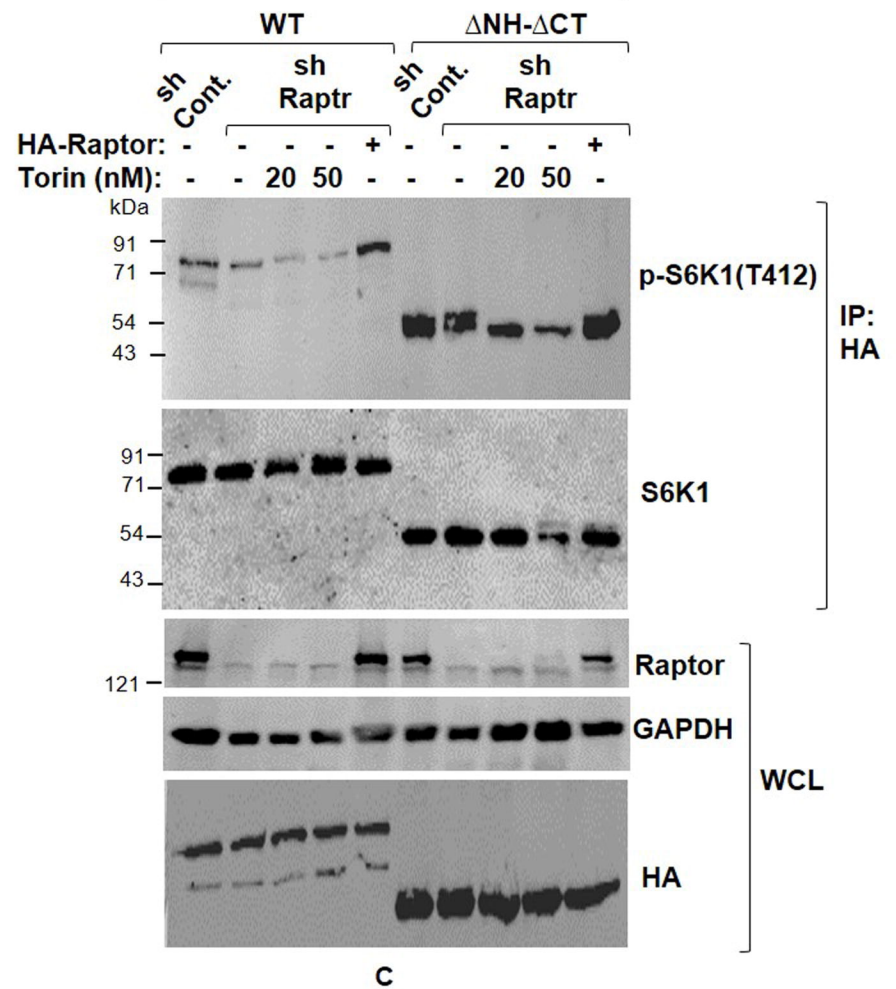 WT ΔNH-ΔCT
sh Cont. sh Raptr sh Cont. sh Raptr
HA-Raptor: - - - - + - - - - +
Torin (nM): - - 20 50 - - - 20 50 -
kDa
91
71
54
43
p-S6K1(T412)
IP:
HA
91
71
54
43
S6K1
121
Raptor
GAPDH
WCL
HA
C